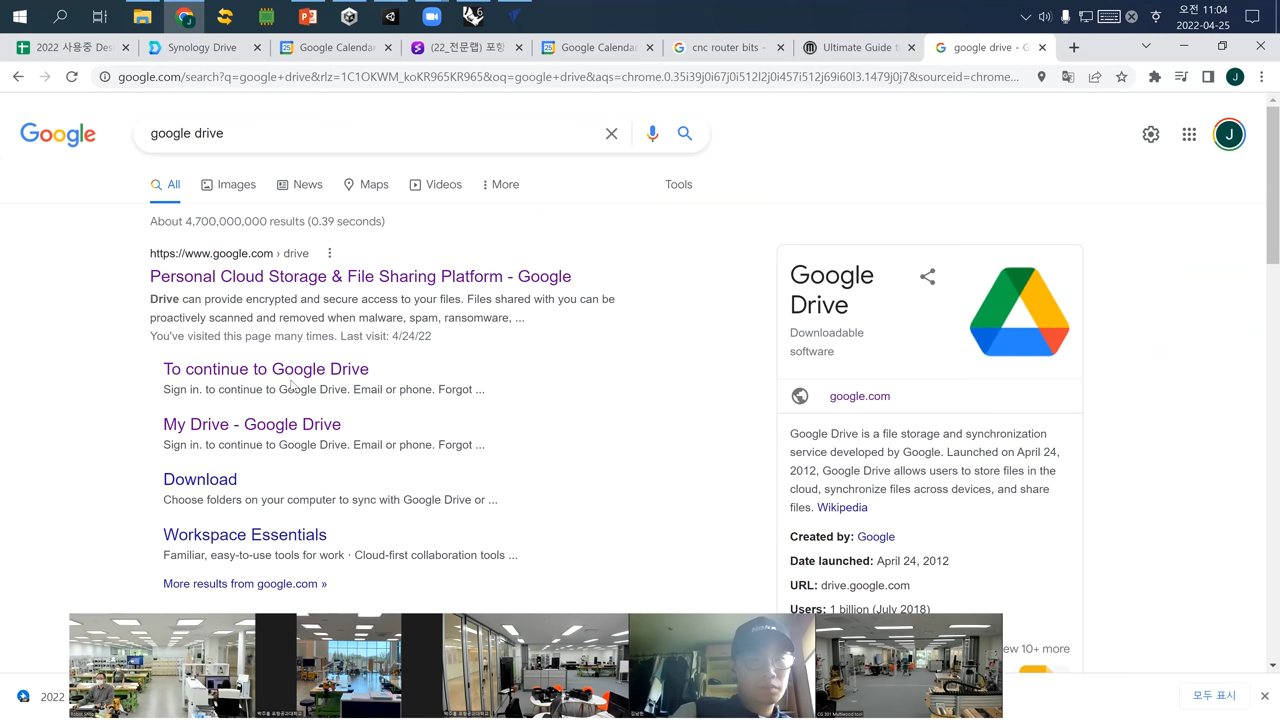 오전 11:04
2022-04-25
2022 사용중 Des
Synology Drive
Google Calendar
(22_전문랩) 포항
Google Calendar
cnc router bits -
Ultimate Guide to
google drive - G
google.com/search?q=google+drive&rlz=1C1OKWM_koKR965KR965&oq=google+drive&aqs=chrome.0.35i39j0i67j0i512l2j0i457i512j69i60l3.1479j0j7&sourceid=chrome...
J
Google
google drive
J
All
Images
News
Maps
Videos
More
Tools
About 4,700,000,000 results (0.39 seconds)
https://www.google.com › drive
Personal Cloud Storage & File Sharing Platform - Google
Drive can provide encrypted and secure access to your files. Files shared with you can be
proactively scanned and removed when malware, spam, ransomware, ...
You've visited this page many times. Last visit: 4/24/22
To continue to Google Drive
Sign in. to continue to Google Drive. Email or phone. Forgot ...
My Drive - Google Drive
Sign in. to continue to Google Drive. Email or phone. Forgot ...
Download
Choose folders on your computer to sync with Google Drive or ...
Workspace Essentials
Familiar, easy-to-use tools for work · Cloud-first collaboration tools ...
More results from google.com »
Google
Drive
Downloadable
software
google.com
Google Drive is a file storage and synchronization
service developed by Google. Launched on April 24,
2012, Google Drive allows users to store files in the
cloud, synchronize files across devices, and share
files. Wikipedia
Created by: Google
Date launched: April 24, 2012
URL: drive.google.com
Users: 1 billion (July 2018)
ew 10+ more
2022
모두 표시